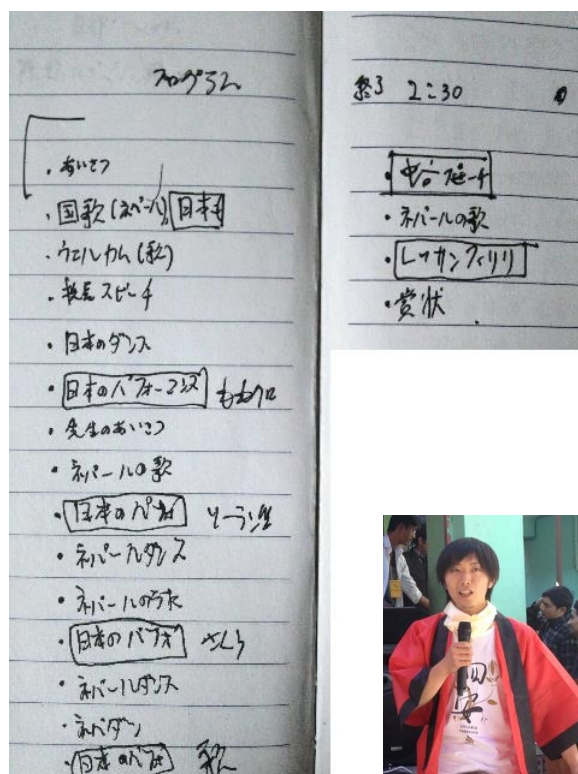 プログラム
・あいさつ
・国歌(ネパール)、日本も
・ウエルカム(歌)
・校長スピーチ
・日本のダンス
・日本のパフォーマンス ももクロ
・先生のあいさつ
・ネパールの歌
・日本のパフォ ソーラン
・ネパールダンス
・ネパールのうた
・日本のパフォ さくら
・ネパールダンス
・ネパダン
・日本のパフォ 歌
終了 2:30
・スピーチ
・ネパールの歌
・レッサンフィリリ
・賞状